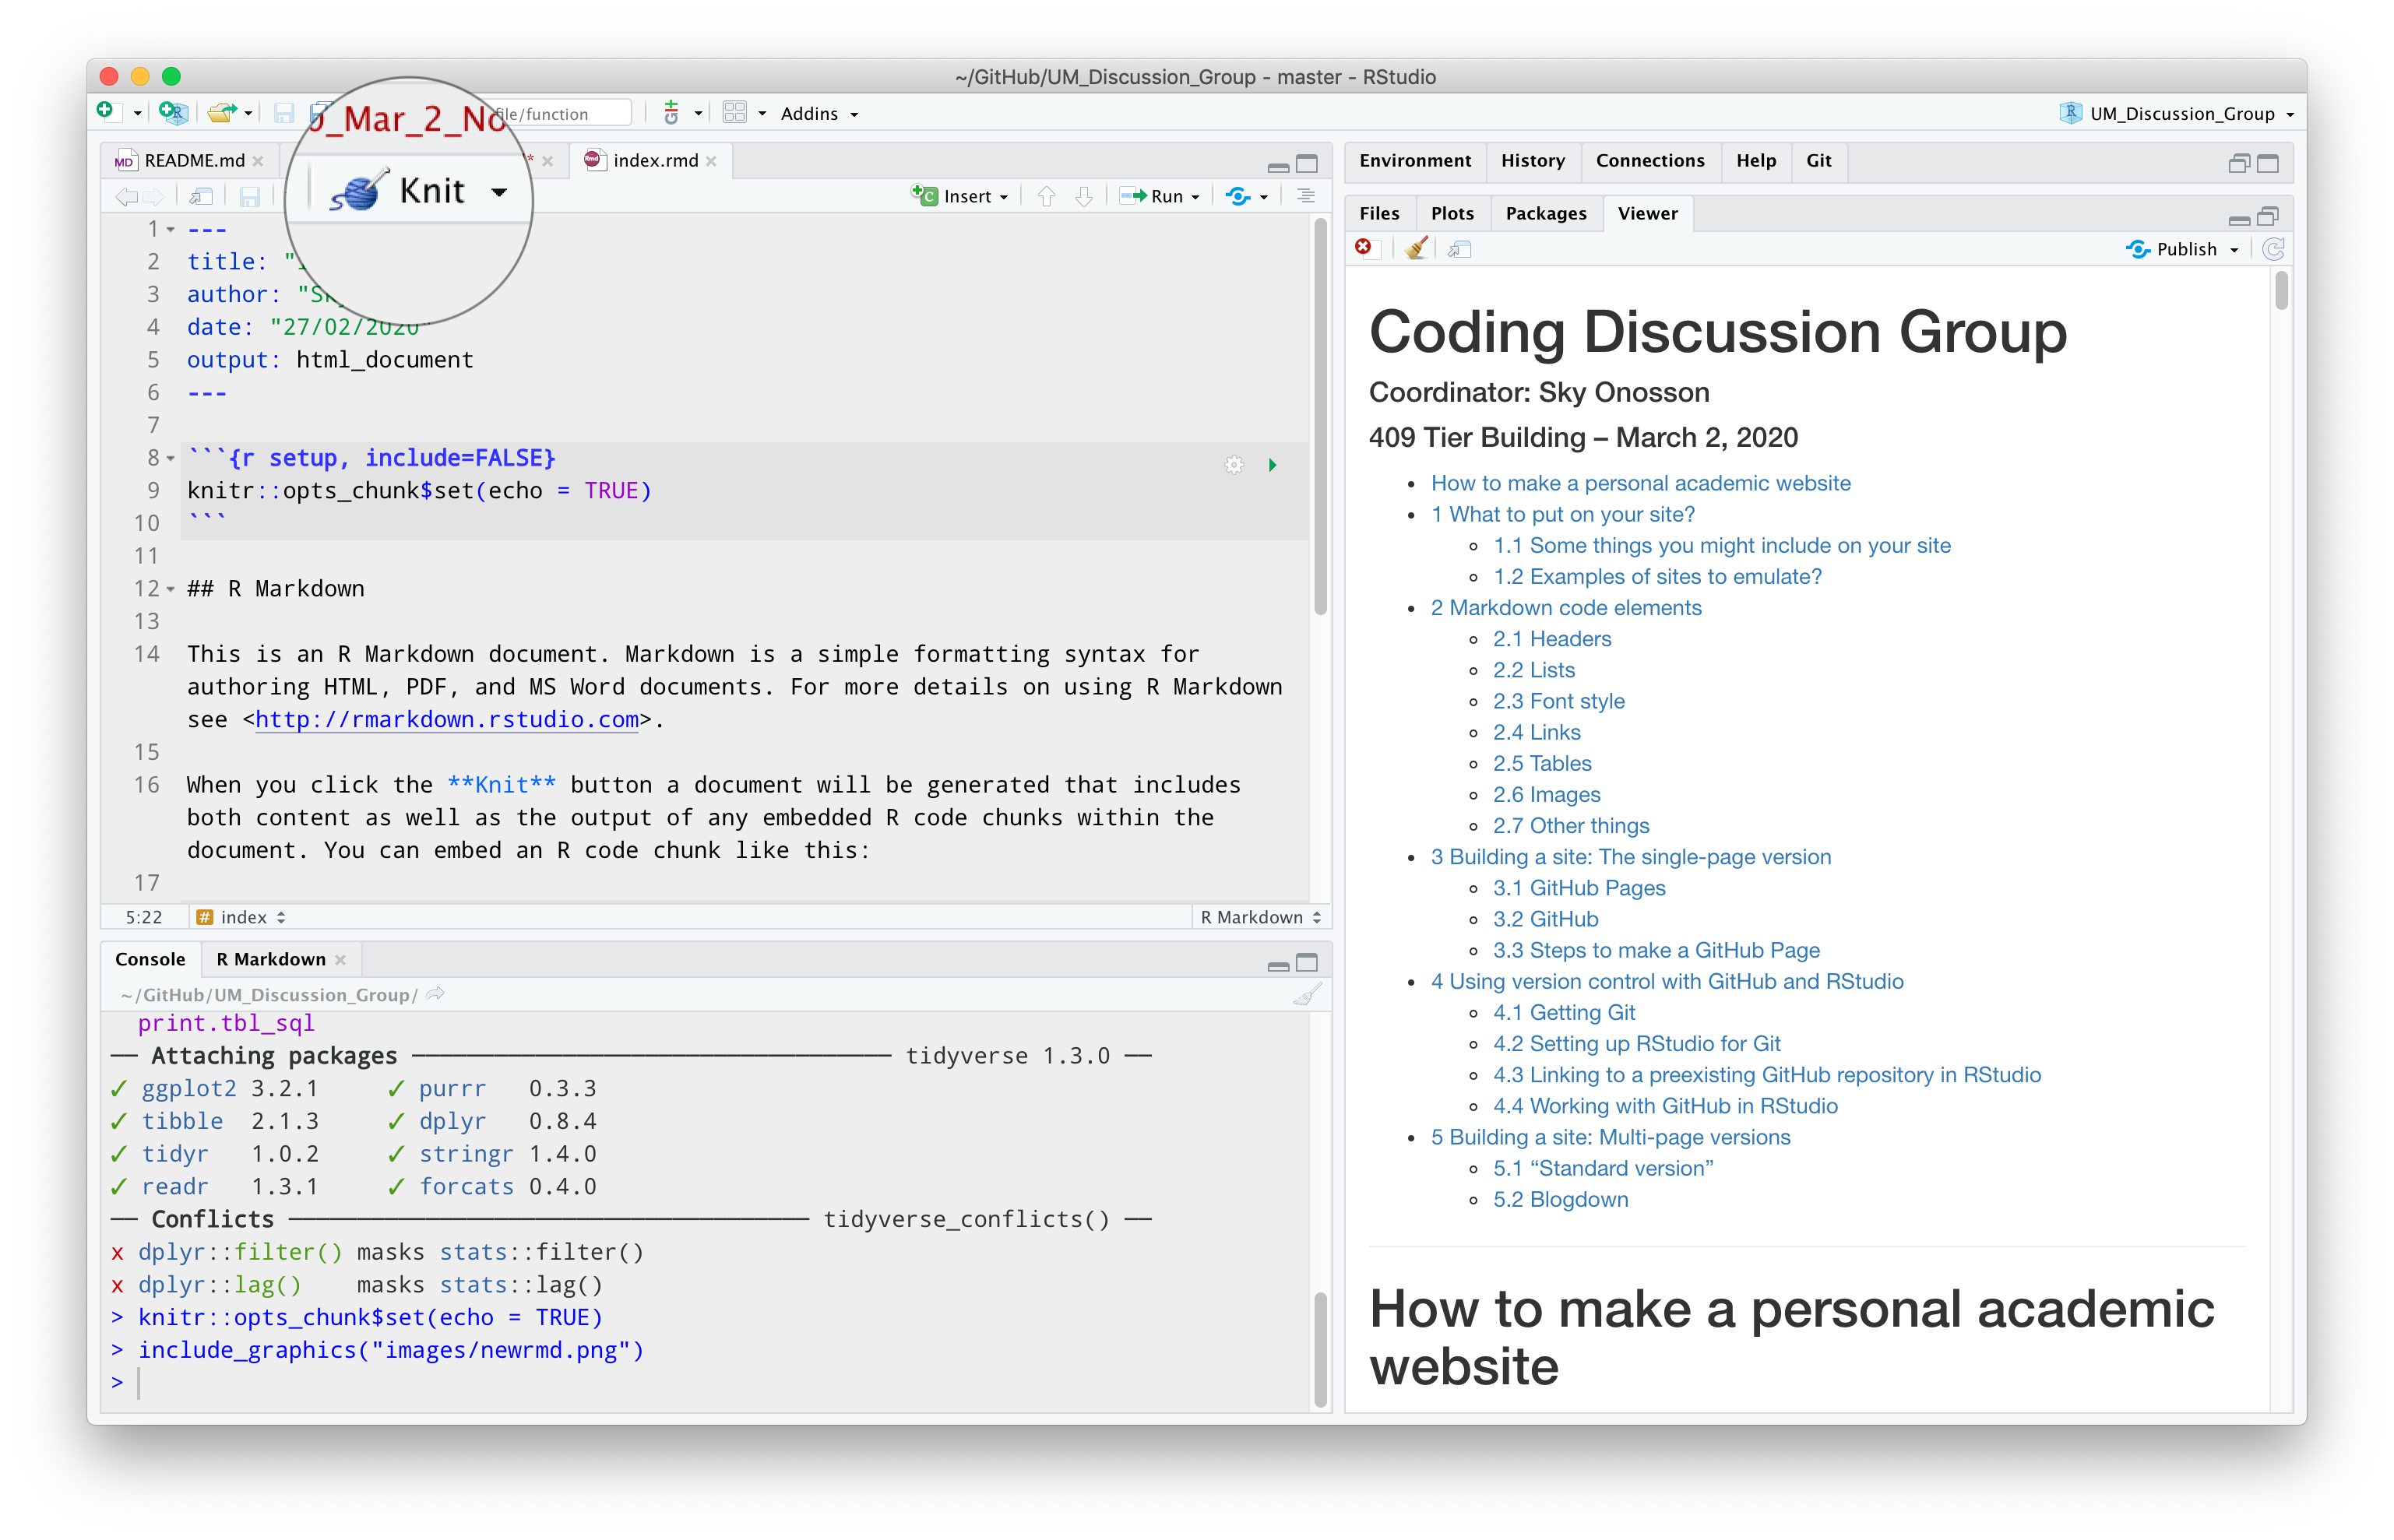 ~/GitHub/UM_Discussion_Group - master - RStudio
file/function
Addins
UM_Discussion_Group
_Mar_2_No
Knit
README.md
*
index.rmd
Insert
Run
1 ---
2 title: "
3 author: "Sky
4 date: "27/02/2020"
5 output: html_document
6 ---
7
8 ```{r setup, include=FALSE}
9 knitr::opts_chunk$set(echo = TRUE)
10 ```
11
12 ## R Markdown
13
14 This is an R Markdown document. Markdown is a simple formatting syntax for
authoring HTML, PDF, and MS Word documents. For more details on using R Markdown
see <http://rmarkdown.rstudio.com>.
15
16 When you click the **Knit** button a document will be generated that includes
both content as well as the output of any embedded R code chunks within the
document. You can embed an R code chunk like this:
17
5:22 # index R Markdown
Console R Markdown
~/GitHub/UM_Discussion_Group/
print.tbl_sql
── Attaching packages ─────────────────────────────────── tidyverse 1.3.0 ──
✓ ggplot2 3.2.1 ✓ purrr 0.3.3
✓ tibble 2.1.3 ✓ dplyr 0.8.4
✓ tidyr 1.0.2 ✓ stringr 1.4.0
✓ readr 1.3.1 ✓ forcats 0.4.0
── Conflicts ────────────────────────────────────── tidyverse_conflicts() ──
x dplyr::filter() masks stats::filter()
x dplyr::lag() masks stats::lag()
> knitr::opts_chunk$set(echo = TRUE)
> include_graphics("images/newrmd.png")
>
Environment History Connections Help Git
Files Plots Packages Viewer
Publish
Coding Discussion Group
Coordinator: Sky Onosson
409 Tier Building – March 2, 2020
• How to make a personal academic website
• 1 What to put on your site?
◦ 1.1 Some things you might include on your site
◦ 1.2 Examples of sites to emulate?
• 2 Markdown code elements
◦ 2.1 Headers
◦ 2.2 Lists
◦ 2.3 Font style
◦ 2.4 Links
◦ 2.5 Tables
◦ 2.6 Images
◦ 2.7 Other things
• 3 Building a site: The single-page version
◦ 3.1 GitHub Pages
◦ 3.2 GitHub
◦ 3.3 Steps to make a GitHub Page
• 4 Using version control with GitHub and RStudio
◦ 4.1 Getting Git
◦ 4.2 Setting up RStudio for Git
◦ 4.3 Linking to a preexisting GitHub repository in RStudio
◦ 4.4 Working with GitHub in RStudio
• 5 Building a site: Multi-page versions
◦ 5.1 “Standard version”
◦ 5.2 Blogdown
How to make a personal academic
website